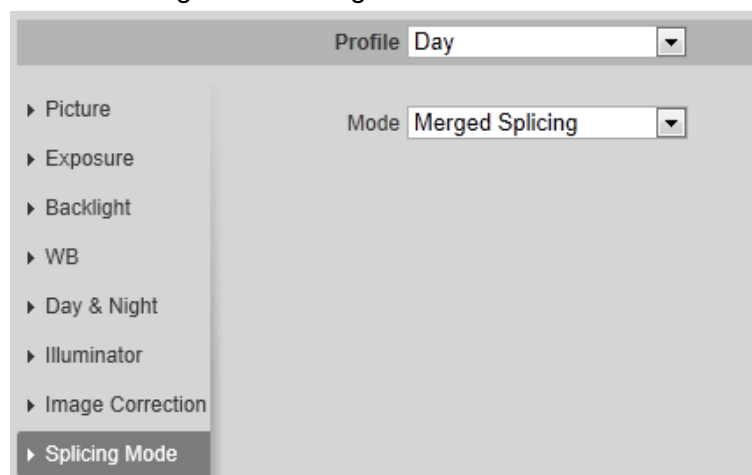 Profile Day
Picture
Mode Merged Splicing
Exposure
Backlight
WB
Day & Night
Illuminator
Image Correction
Splicing Mode